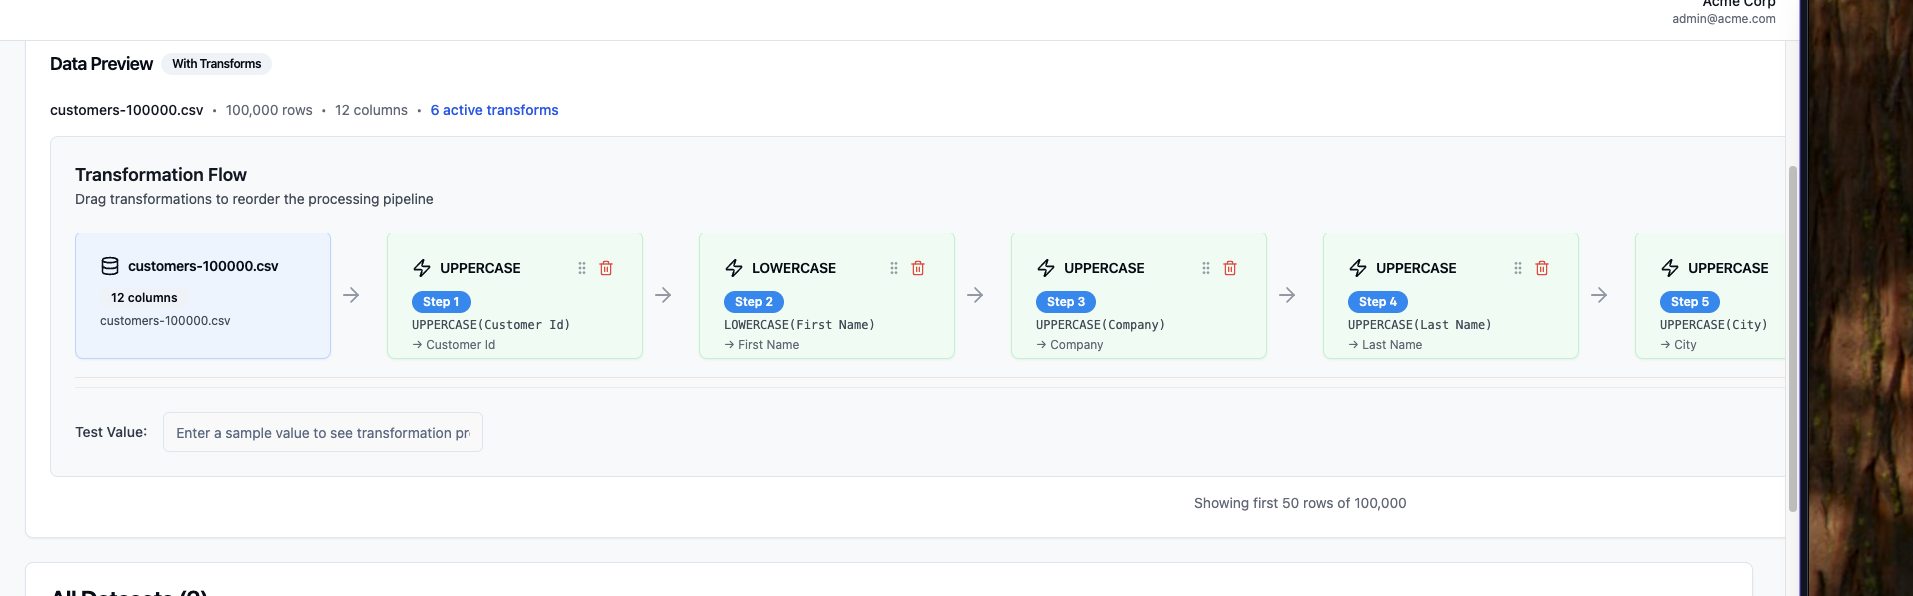 Acme Corp
admin@acme.com
Data Preview With Transforms
customers-100000.csv • 100,000 rows • 12 columns • 6 active transforms
Transformation Flow
Drag transformations to reorder the processing pipeline
customers-100000.csv
12 columns
customers-100000.csv
UPPERCASE
Step 1
UPPERCASE(Customer Id)
→ Customer Id
LOWERCASE
Step 2
LOWERCASE(First Name)
→ First Name
UPPERCASE
Step 3
UPPERCASE(Company)
→ Company
UPPERCASE
Step 4
UPPERCASE(Last Name)
→ Last Name
UPPERCASE
Step 5
UPPERCASE(City)
→ City
Test Value: Enter a sample value to see transformation pr
Showing first 50 rows of 100,000
All Datasets (2)